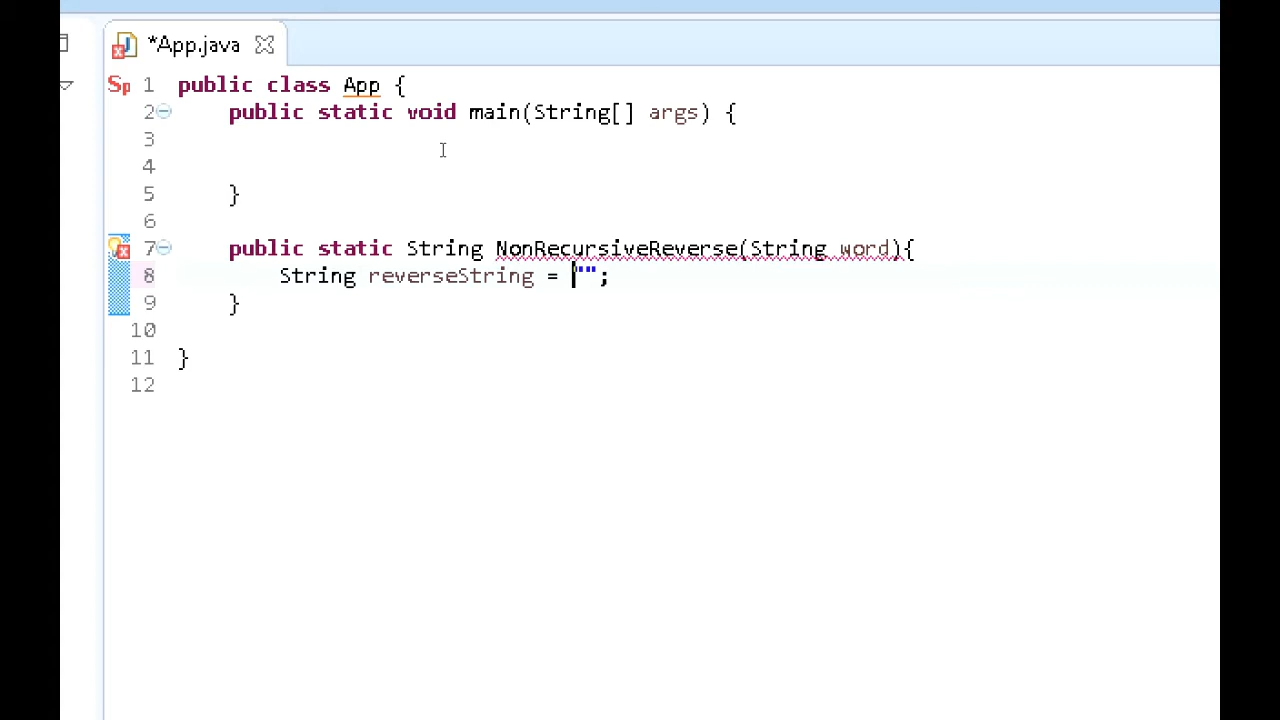 *App.java
Sp 1 public class App {
2 public static void main(String[] args) {
3
4
5 }
6
7 public static String NonRecursiveReverse(String word){
8 String reverseString = "";
9 }
10
11 }
12